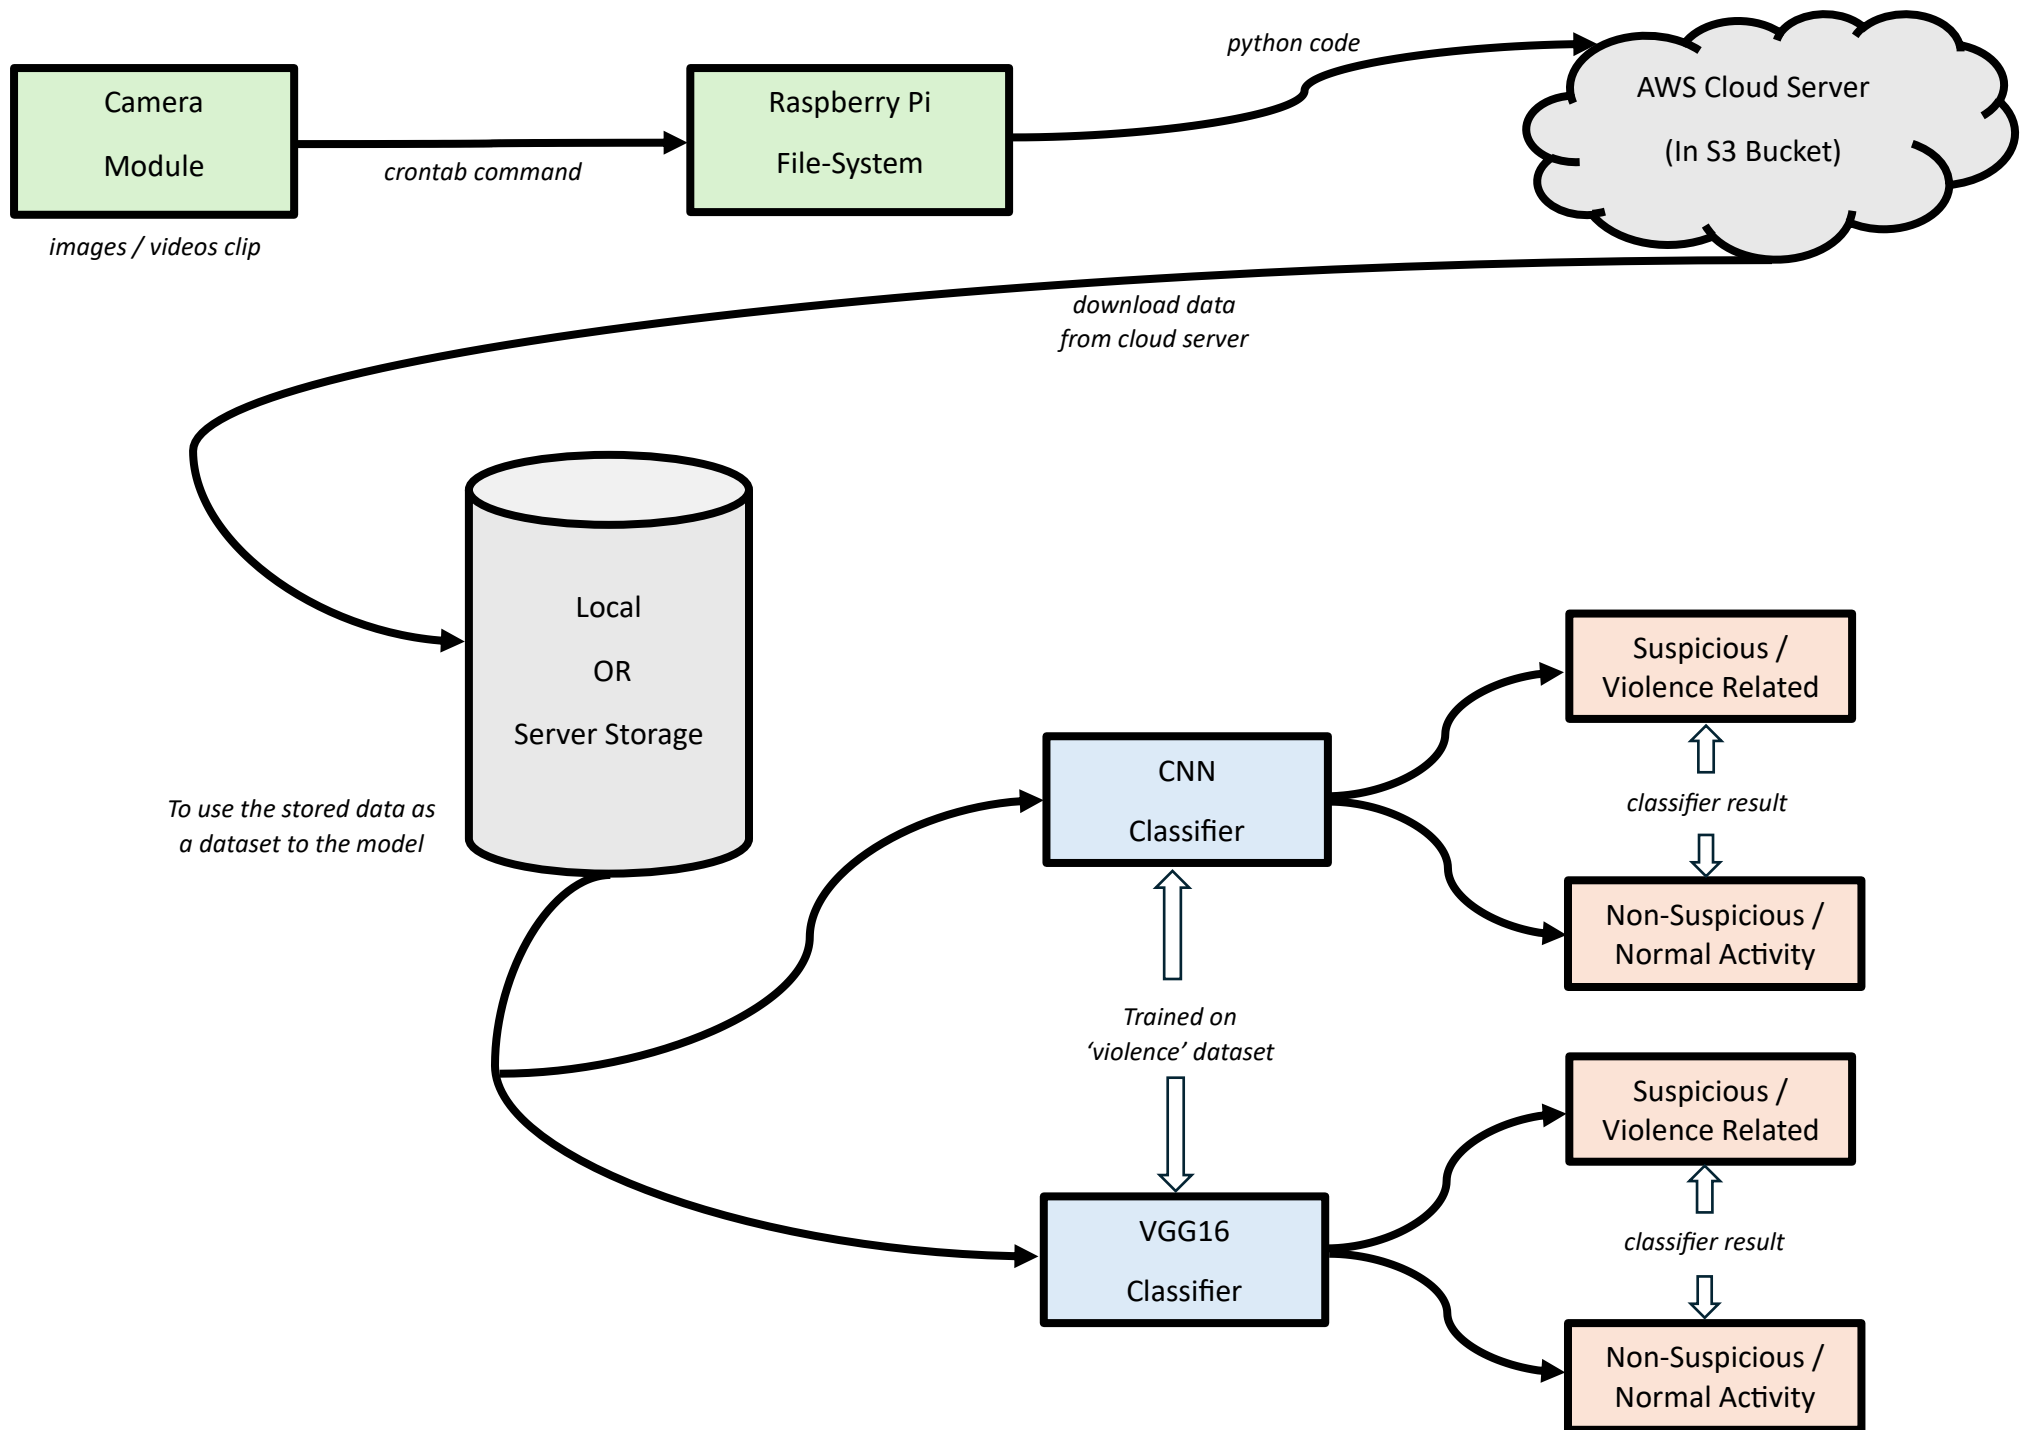 python code
Camera
Module
crontab command
Raspberry Pi
File-System
AWS Cloud Server
(In S3 Bucket)
images / videos clip
download data
from cloud server
Local
OR
Server Storage
To use the stored data as
a dataset to the model
CNN
Classifier
Suspicious /
Violence Related
classifier result
Non-Suspicious /
Normal Activity
Trained on
‘violence’ dataset
VGG16
Classifier
Suspicious /
Violence Related
classifier result
Non-Suspicious /
Normal Activity